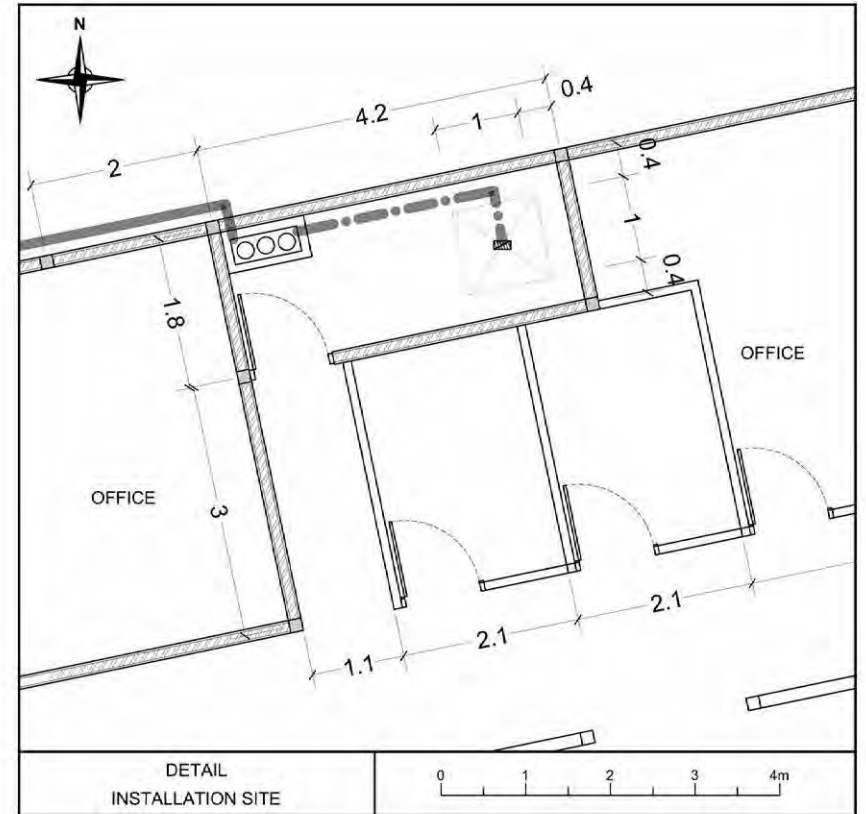 N
0.4
4.2
1
2
0.4
1
0.4
1.8
OFFICE
OFFICE
3
2.1
2.1
1.1
DETAIL
INSTALLATION SITE
0 1 2 3 4m